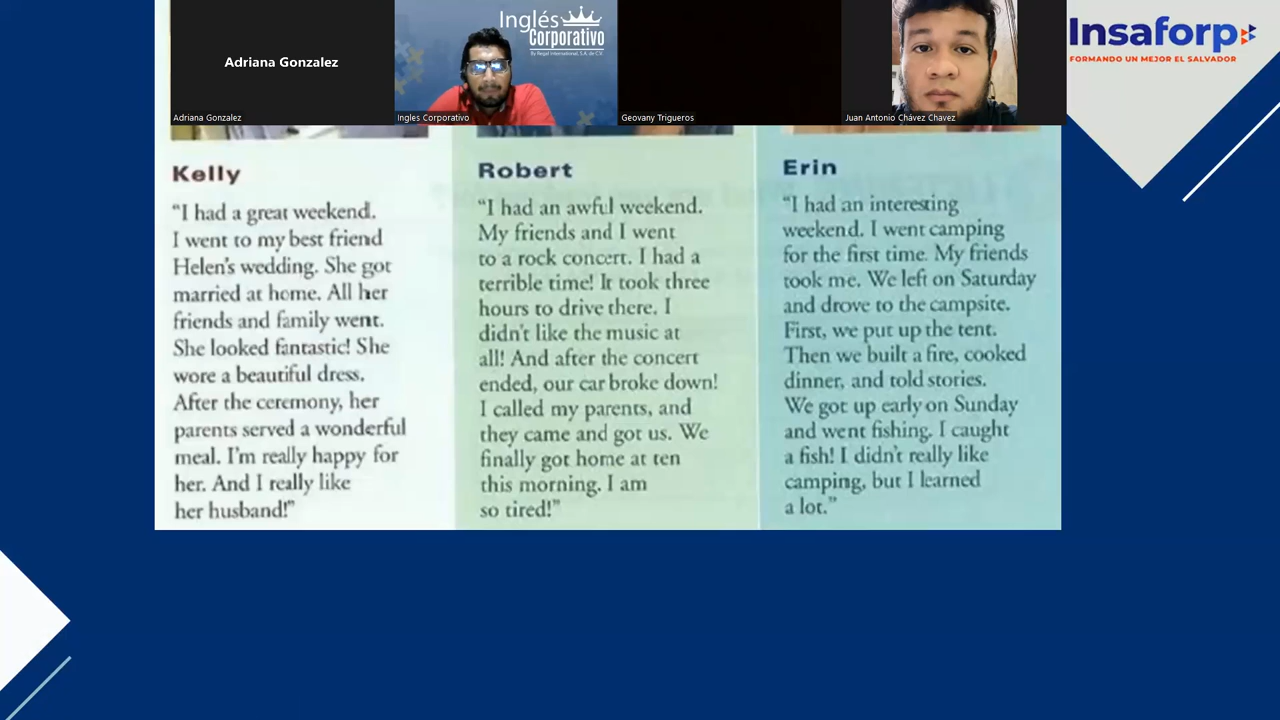 Adriana Gonzalez
Adriana Gonzalez
Inglés
Corporativo
By Regal International, S.A. de C.V.
Ingles Corporativo
Geovany Trigueros
Juan Antonio Chávez Chavez
Insaforp
FORMANDO UN MEJOR EL SALVADOR
Kelly
“I had a great weekend.
I went to my best friend
Helen's wedding. She got
married at home. All her
friends and family went.
She looked fantastic! She
wore a beautiful dress.
After the ceremony, her
parents served a wonderful
meal. I'm really happy for
her. And I really like
her husband!”
Robert
“I had an awful weekend.
My friends and I went
to a rock concert. I had a
terrible time! It took three
hours to drive there. I
didn't like the music at
all! And after the concert
ended, our car broke down!
I called my parents, and
they came and got us. We
finally got home at ten
this morning. I am
so tired!”
Erin
“I had an interesting
weekend. I went camping
for the first time. My friends
took me. We left on Saturday
and drove to the campsite.
First, we put up the tent.
Then we built a fire, cooked
dinner, and told stories.
We got up early on Sunday
and went fishing. I caught
a fish! I didn't really like
camping, but I learned
a lot.”